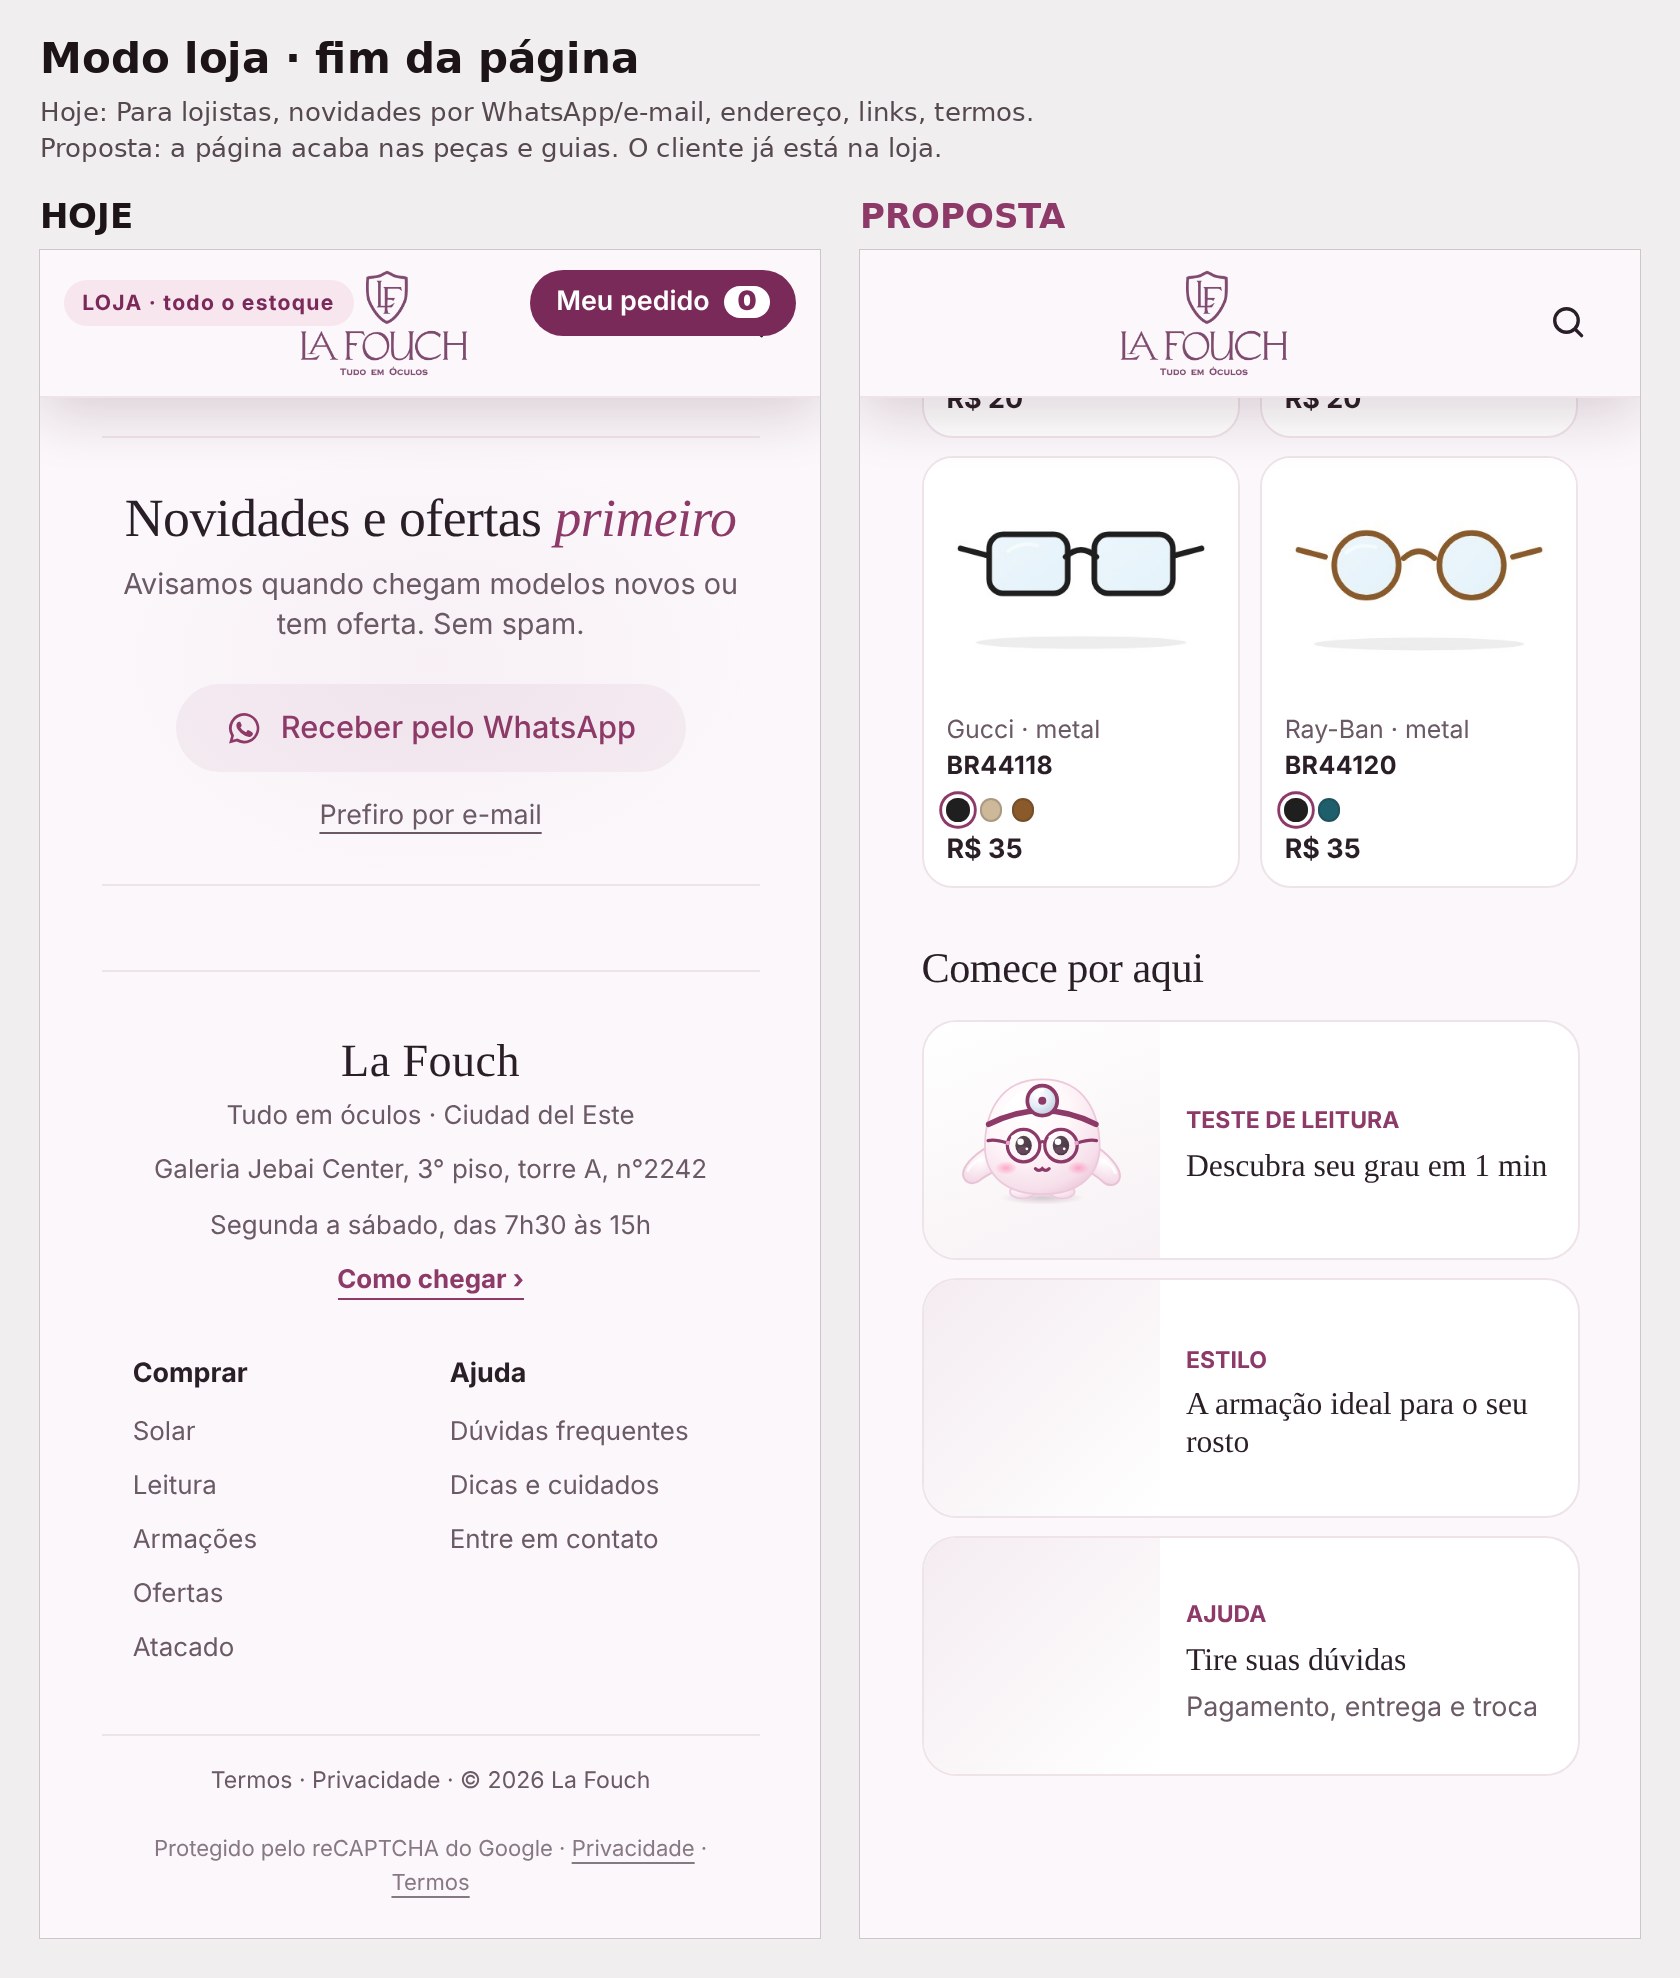 Modo loja · fim da página
Hoje: Para lojistas, novidades por WhatsApp/e-mail, endereço, links, termos.
Proposta: a página acaba nas peças e guias. O cliente já está na loja.
HOJE
LOJA · todo o estoque
LF
LA FOUCH
TUDO EM ÓCULOS
Meu pedido 0
Novidades e ofertas primeiro
Avisamos quando chegam modelos novos ou
tem oferta. Sem spam.
Receber pelo WhatsApp
Prefiro por e-mail
La Fouch
Tudo em óculos · Ciudad del Este
Galeria Jebai Center, 3° piso, torre A, n°2242
Segunda a sábado, das 7h30 às 15h
Como chegar ›
Comprar
Solar
Leitura
Armações
Ofertas
Atacado
Ajuda
Dúvidas frequentes
Dicas e cuidados
Entre em contato
Termos · Privacidade · © 2026 La Fouch
Protegido pelo reCAPTCHA do Google · Privacidade ·
Termos
PROPOSTA
LF
LA FOUCH
TUDO EM ÓCULOS
R$ 20
R$ 20
Gucci · metal
BR44118
R$ 35
Ray-Ban · metal
BR44120
R$ 35
Comece por aqui
TESTE DE LEITURA
Descubra seu grau em 1 min
ESTILO
A armação ideal para o seu
rosto
AJUDA
Tire suas dúvidas
Pagamento, entrega e troca